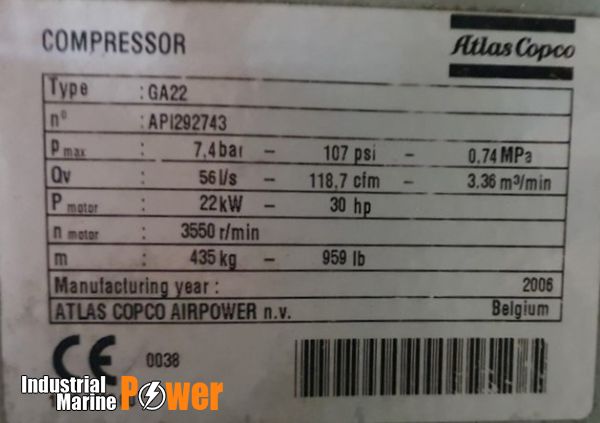 COMPRESSOR
Atlas Copco
Type : GA22
n° : API292743
P max : 7,4 bar – 107 psi – 0,74 MPa
Qv : 56 l/s – 118,7 cfm – 3,36 m³/min
P motor : 22 kW – 30 hp
n motor : 3550 r/min
m : 435 kg – 959 lb
Manufacturing year : 2006
ATLAS COPCO AIRPOWER n.v. Belgium
CE 0038
Industrial Marine Power